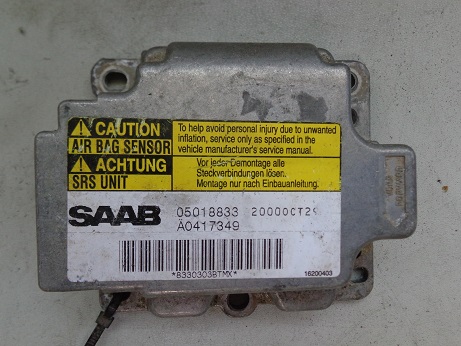 CAUTION
AIR BAG SENSOR
To help avoid personal injury due to unwanted
inflation, service only as specified in the
vehicle manufacturer's service manual.
ACHTUNG
SRS UNIT
Vor jeder Demontage alle
Steckverbindungen lösen.
Montage nur nach Einbauanleitung.
SAAB
05018833 20000CT29
A0417349
*8330303BTMX*
16200403